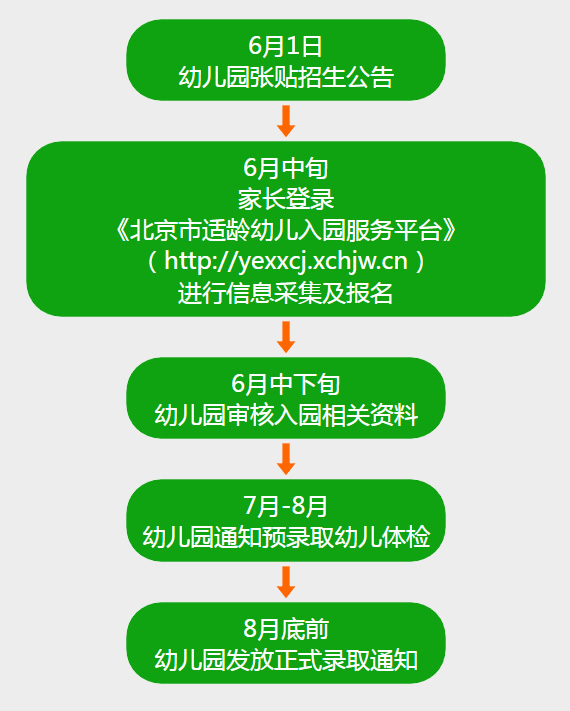 6月1日
幼儿园张贴招生公告
6月中旬
家长登录
《北京市适龄幼儿入园服务平台》
（http://yexxcj.xchjw.cn）
进行信息采集及报名
6月中下旬
幼儿园审核入园相关资料
7月-8月
幼儿园通知预录取幼儿体检
8月底前
幼儿园发放正式录取通知